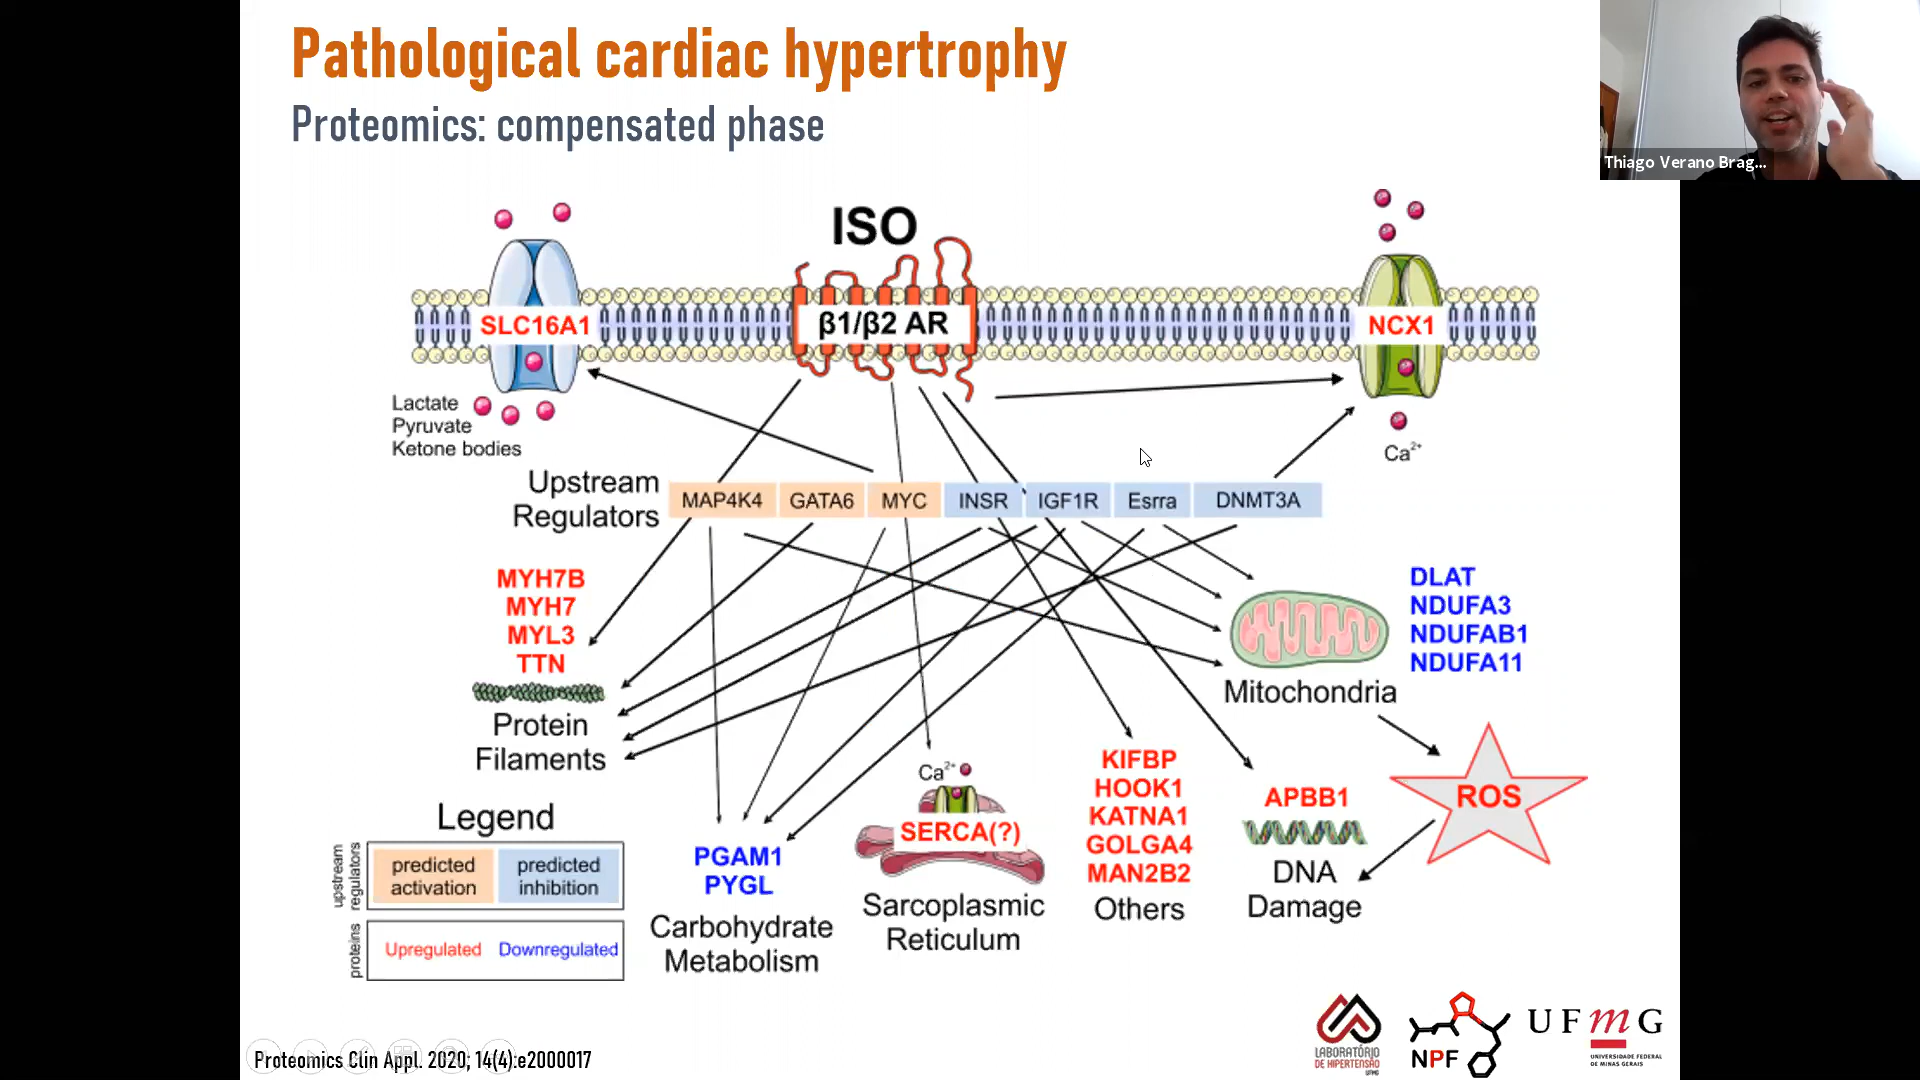 Pathological cardiac hypertrophy
Proteomics: compensated phase
Thiago Verano Brag...
ISO
SLC16A1
β1/β2 AR
NCX1
Lactate
Pyruvate
Ketone bodies
Ca²⁺
Upstream
Regulators
MAP4K4
GATA6
MYC
INSR
IGF1R
Esrra
DNMT3A
MYH7B
MYH7
MYL3
TTN
Protein
Filaments
DLAT
NDUFA3
NDUFAB1
NDUFA11
Mitochondria
ROS
Legend
upstream
regulators
predicted
activation
predicted
inhibition
proteins
Upregulated
Downregulated
PGAM1
PYGL
Carbohydrate
Metabolism
Ca²⁺
SERCA(?)
Sarcoplasmic
Reticulum
KIFBP
HOOK1
KATNA1
GOLGA4
MAN2B2
Others
APBB1
DNA
Damage
Proteomics Clin Appl. 2020; 14(4):e2000017
LABORATÓRIO
DE HIPERTENSÃO
UFMG
NPF
UFmG
UNIVERSIDADE FEDERAL
DE MINAS GERAIS